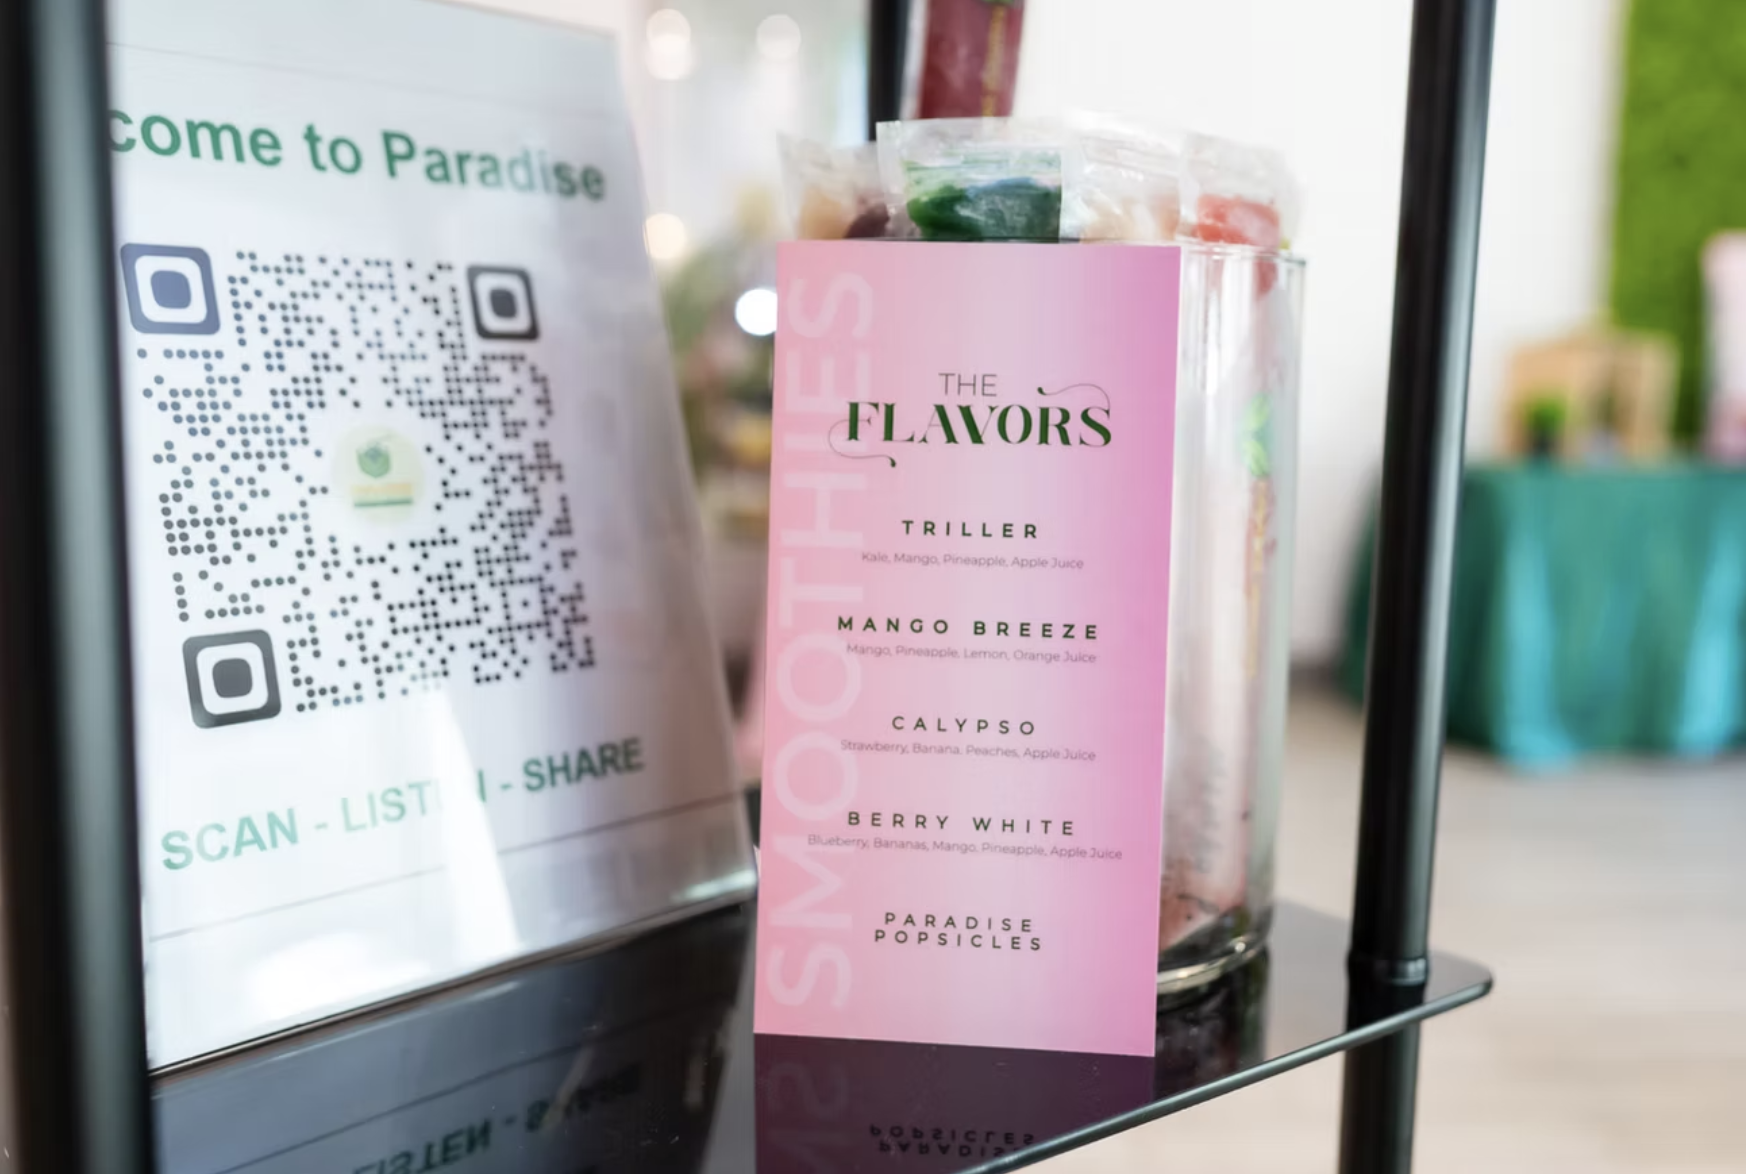 come to Paradise
SCAN - LISTEN - SHARE
SMOOTHIES
THE
FLAVORS
TRILLER
Kale, Mango, Pineapple, Apple Juice
MANGO BREEZE
Mango, Pineapple, Lemon, Orange Juice
CALYPSO
Strawberry, Banana, Peaches, Apple Juice
BERRY WHITE
Blueberry, Bananas, Mango, Pineapple, Apple Juice
PARADISE
POPSICLES